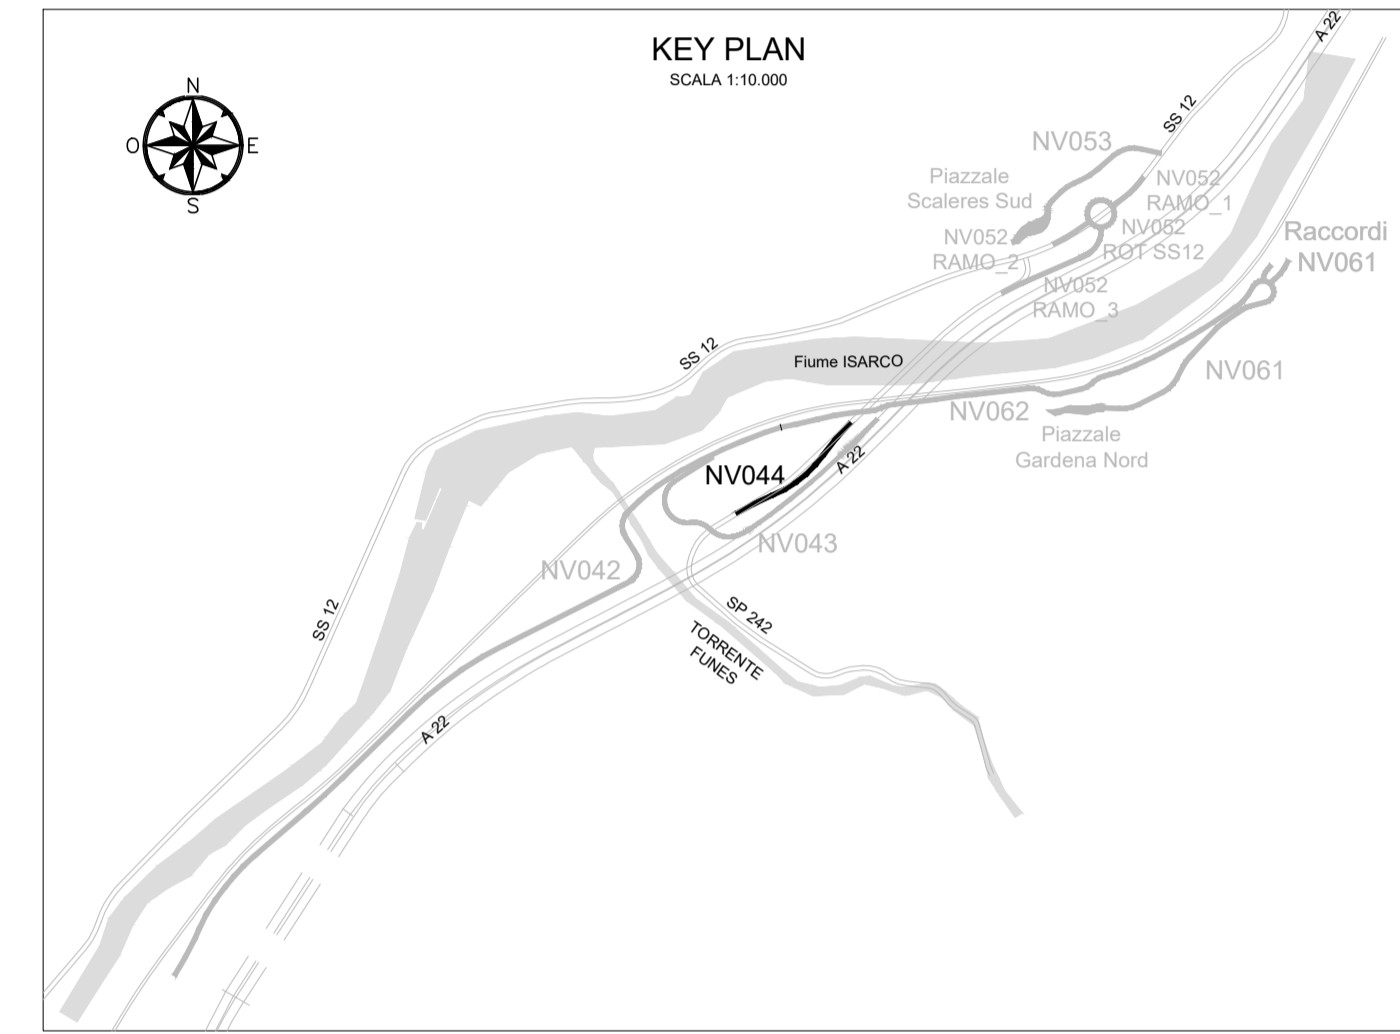 KEY PLAN
SCALA 1:10.000
A 22
N
O
E
S
SS 12
NV053
Piazzale
Scaleres Sud
NV052
RAMO_1
NV052
ROT SS12
NV052
RAMO_2
Raccordi
NV061
NV052
RAMO_3
SS 12
Fiume ISARCO
NV061
NV062
Piazzale
Gardena Nord
A 22
NV044
NV043
NV042
SS 12
SP 242
TORRENTE
FUNES
A 22